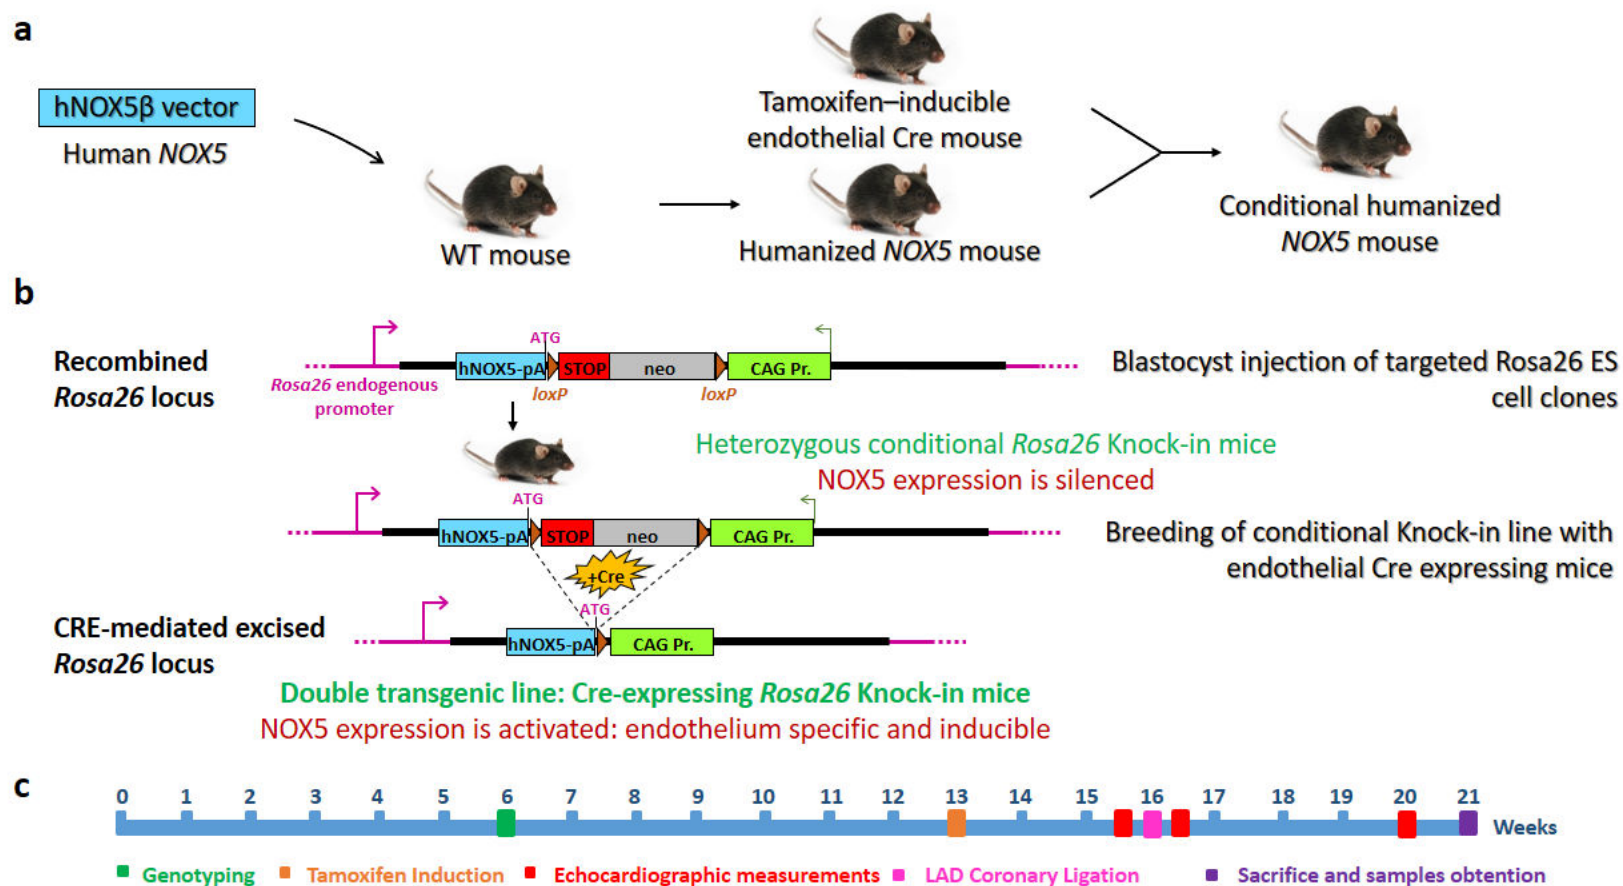 a
hNOX5β vector
Human NOX5
WT mouse
Tamoxifen–inducible
endothelial Cre mouse
Humanized NOX5 mouse
Conditional humanized
NOX5 mouse
b
Recombined
Rosa26 locus
Rosa26 endogenous
promoter
ATG
hNOX5-pA
STOP
neo
CAG Pr.
loxP
loxP
Blastocyst injection of targeted Rosa26 ES
cell clones
Heterozygous conditional Rosa26 Knock-in mice
NOX5 expression is silenced
ATG
hNOX5-pA
STOP
neo
CAG Pr.
+Cre
Breeding of conditional Knock-in line with
endothelial Cre expressing mice
CRE-mediated excised
Rosa26 locus
ATG
hNOX5-pA
CAG Pr.
Double transgenic line: Cre-expressing Rosa26 Knock-in mice
NOX5 expression is activated: endothelium specific and inducible
c
0 1 2 3 4 5 6 7 8 9 10 11 12 13 14 15 16 17 18 19 20 21
Weeks
Genotyping Tamoxifen Induction Echocardiographic measurements LAD Coronary Ligation Sacrifice and samples obtention